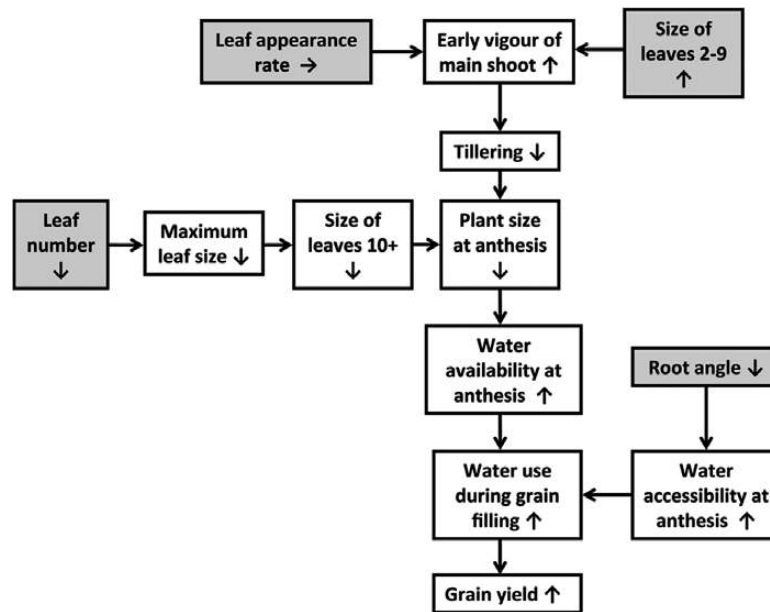 Leaf appearance
rate →
Early vigour of
main shoot ↑
Size of
leaves 2-9
↑
Tillering ↓
Leaf
number
↓
Maximum
leaf size ↓
Size of
leaves 10+
↓
Plant size
at anthesis
↓
Water
availability at
anthesis ↑
Root angle ↓
Water use
during grain
filling ↑
Water
accessibility at
anthesis ↑
Grain yield ↑